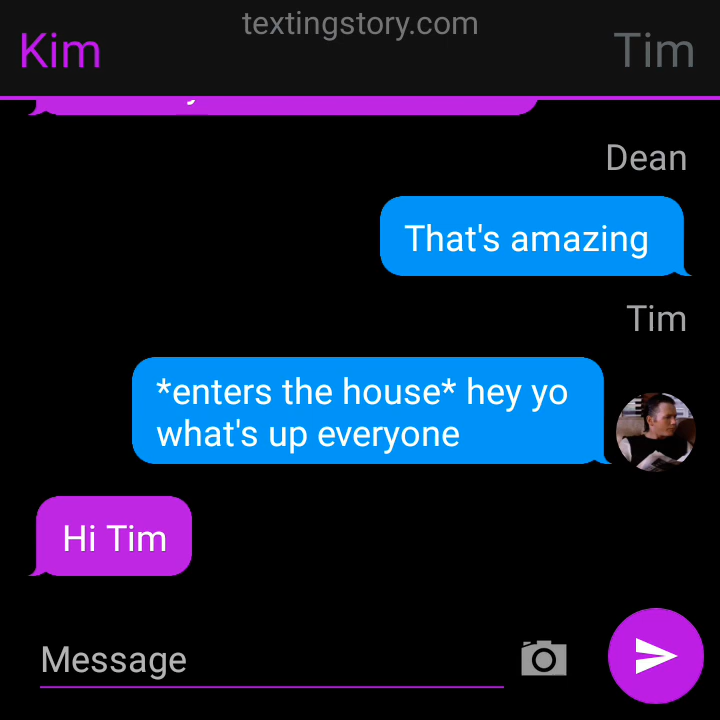 textingstory.com
Kim
Tim
Dean
That's amazing
Tim
*enters the house* hey yo
what's up everyone
Hi Tim
Message